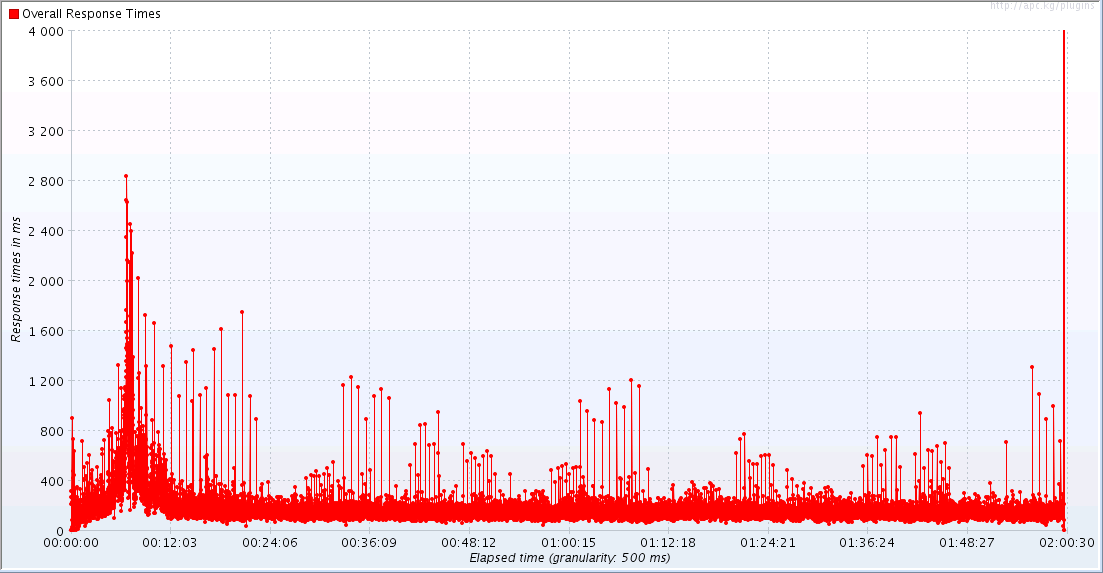 http://apc.kg/plugins
Overall Response Times
4 000
3 600
3 200
2 800
2 400
2 000
1 600
1 200
800
400
0
Response times in ms
00:00:00 00:12:03 00:24:06 00:36:09 00:48:12 01:00:15 01:12:18 01:24:21 01:36:24 01:48:27 02:00:30
Elapsed time (granularity: 500 ms)